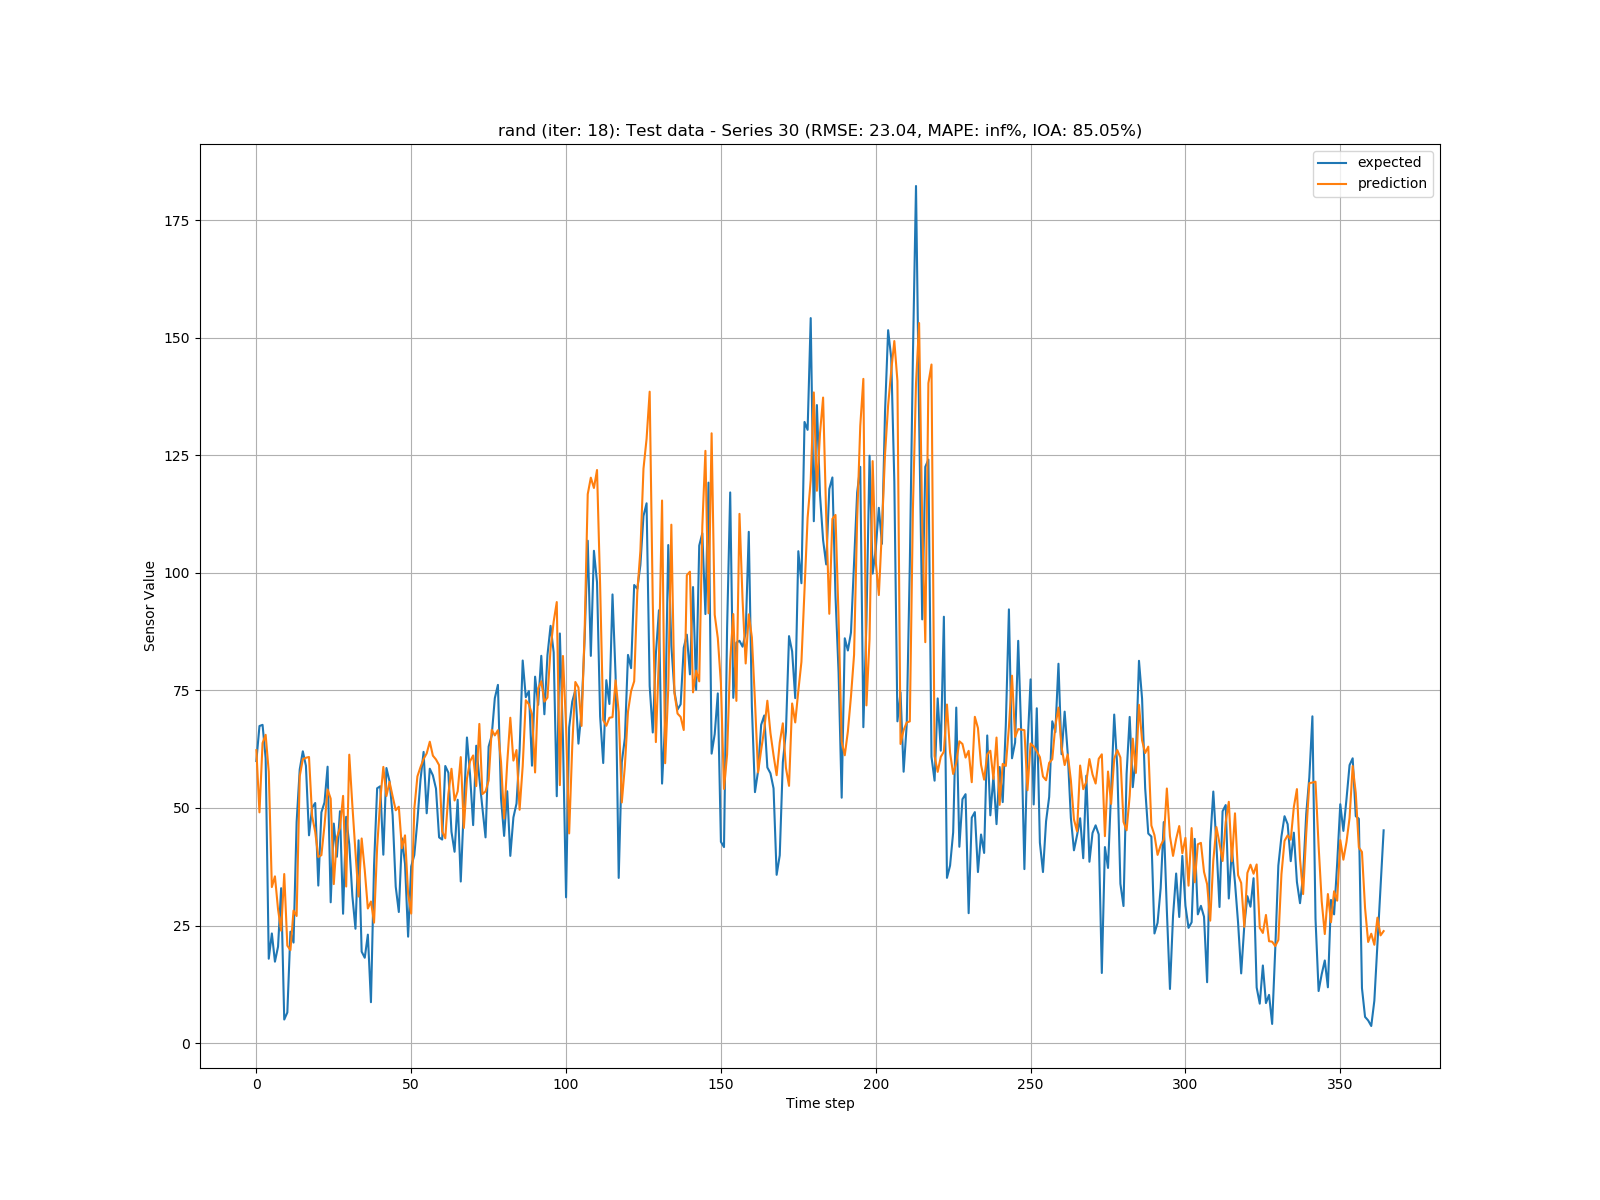 rand (iter: 18): Test data - Series 30 (RMSE: 23.04, MAPE: inf%, IOA: 85.05%)
expected
prediction
175
150
125
100
75
50
25
0
Sensor Value
0 50 100 150 200 250 300 350
Time step